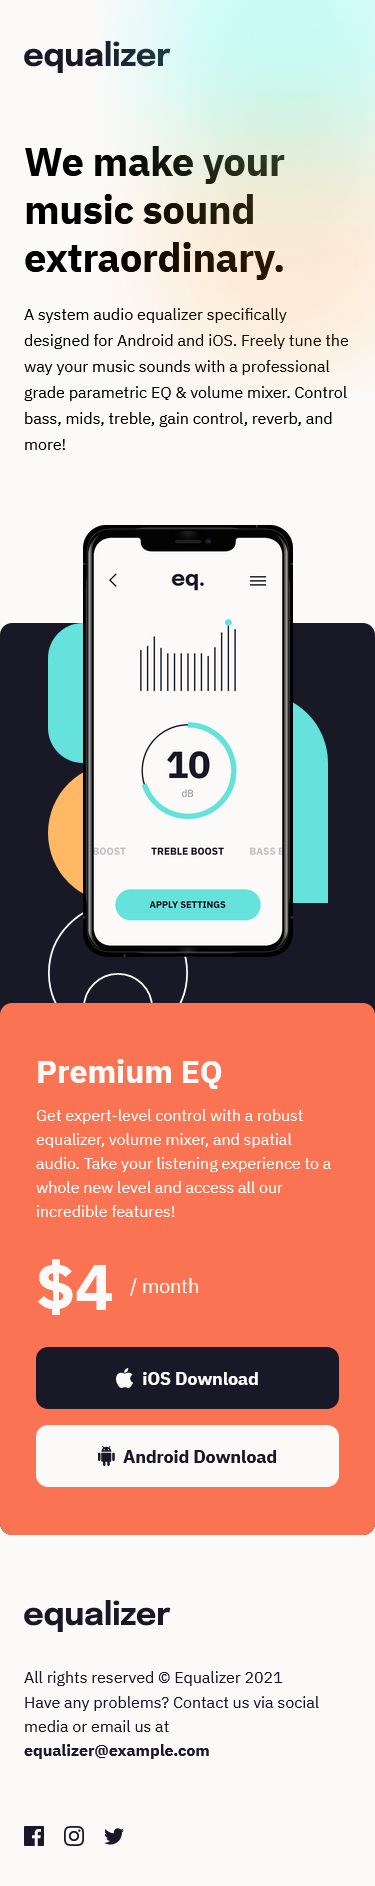 equalizer
We make your
music sound
extraordinary.
A system audio equalizer specifically
designed for Android and iOS. Freely tune the
way your music sounds with a professional
grade parametric EQ & volume mixer. Control
bass, mids, treble, gain control, reverb, and
more!
eq.
10
dB
BOOST TREBLE BOOST BASS
APPLY SETTINGS
Premium EQ
Get expert-level control with a robust
equalizer, volume mixer, and spatial
audio. Take your listening experience to a
whole new level and access all our
incredible features!
$4 / month
iOS Download
Android Download
equalizer
All rights reserved © Equalizer 2021
Have any problems? Contact us via social
media or email us at
equalizer@example.com